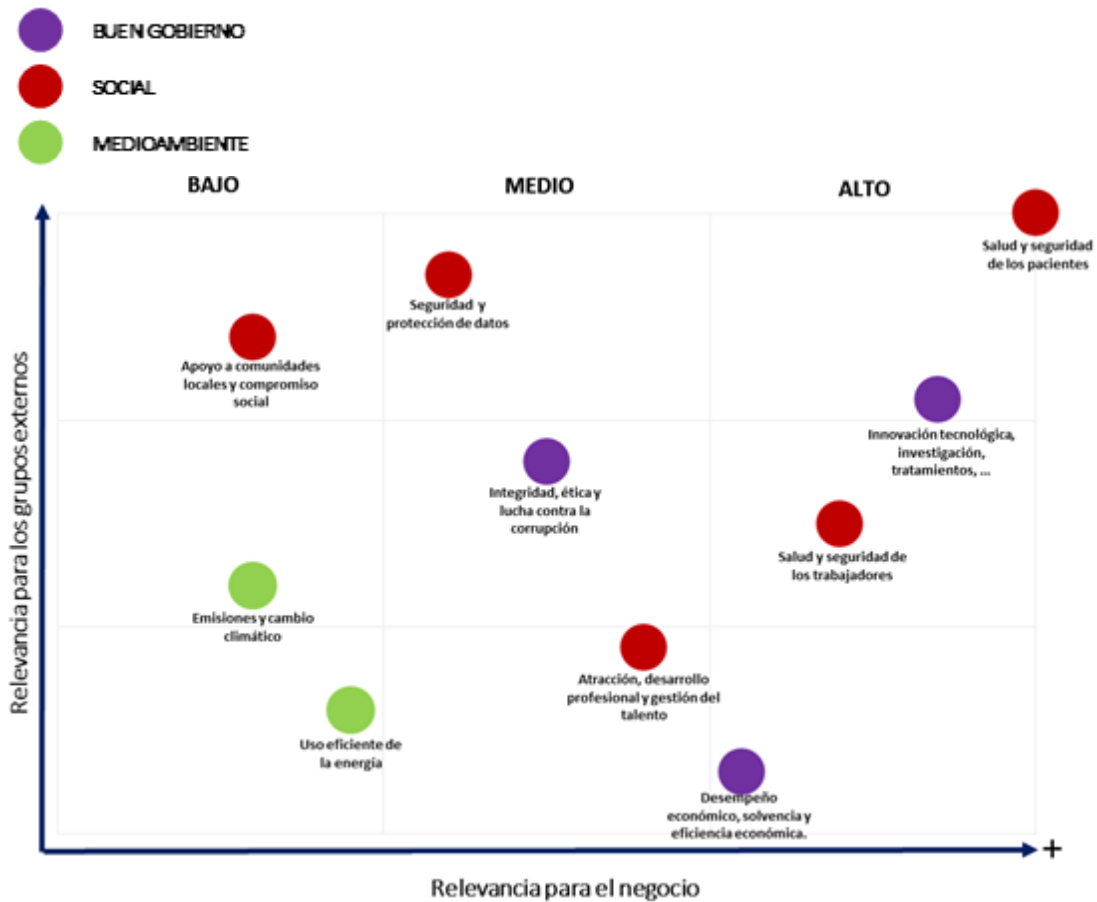 BUEN GOBIERNO
SOCIAL
MEDIOAMBIENTE
BAJO
MEDIO
ALTO
Salud y seguridad
de los pacientes
Seguridad y
protección de datos
Apoyo a comunidades
locales y compromiso
social
Innovación tecnológica,
investigación,
tratamientos, ...
Integridad, ética y
lucha contra la
corrupción
Salud y seguridad de
los trabajadores
Emisiones y cambio
climático
Atracción, desarrollo
profesional y gestión del
talento
Uso eficiente de
la energía
Desempeño
económico, solvencia y
eficiencia económica.
Relevancia para los grupos externos
+
Relevancia para el negocio